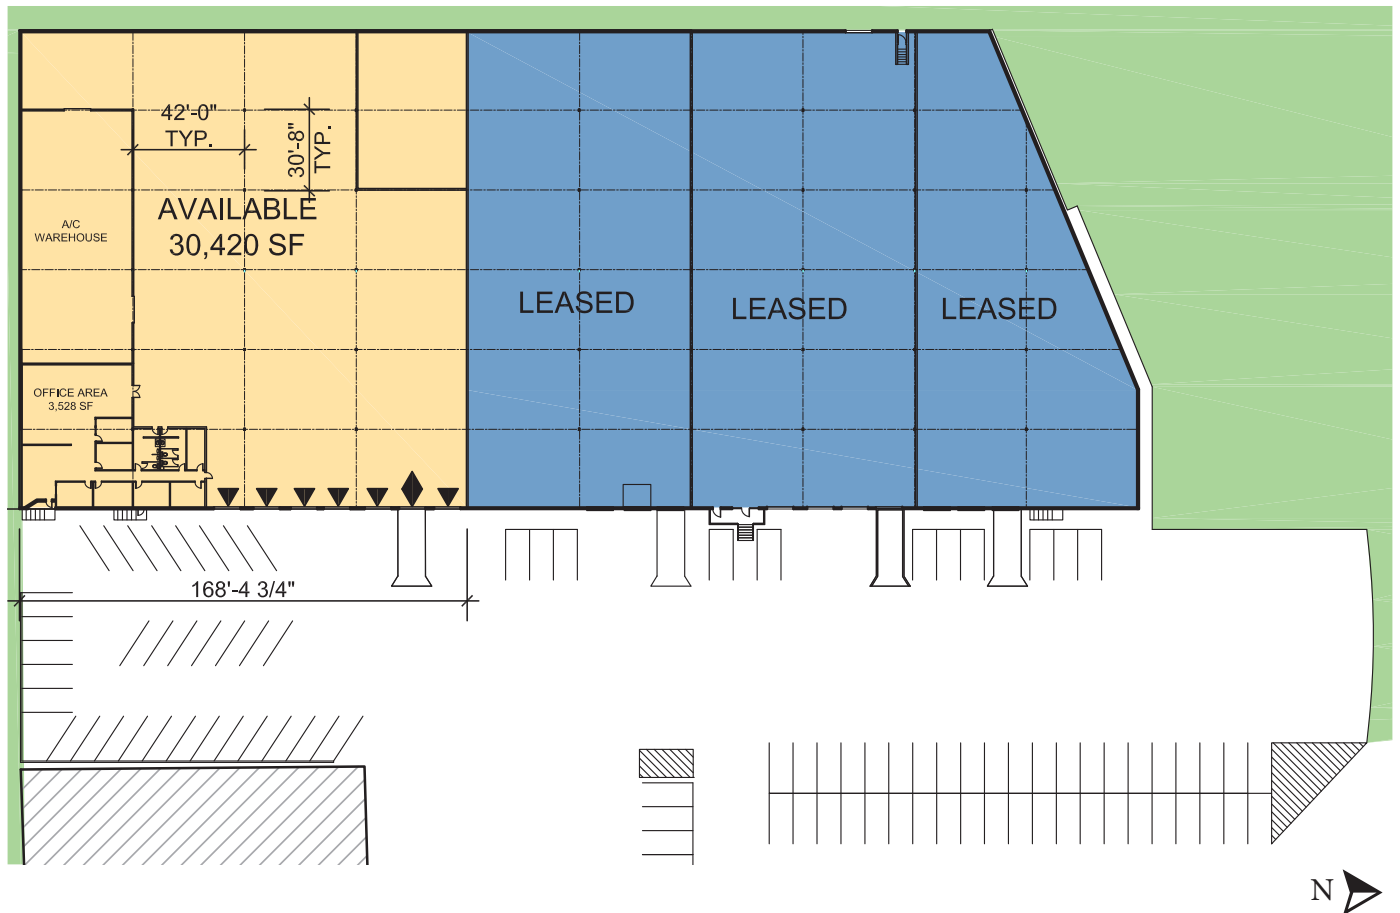 42'-0"
TYP.
30'-8"
TYP.
AVAILABLE
30,420 SF
A/C
WAREHOUSE
LEASED
LEASED
LEASED
OFFICE AREA
3,528 SF
168'-4 3/4"
N